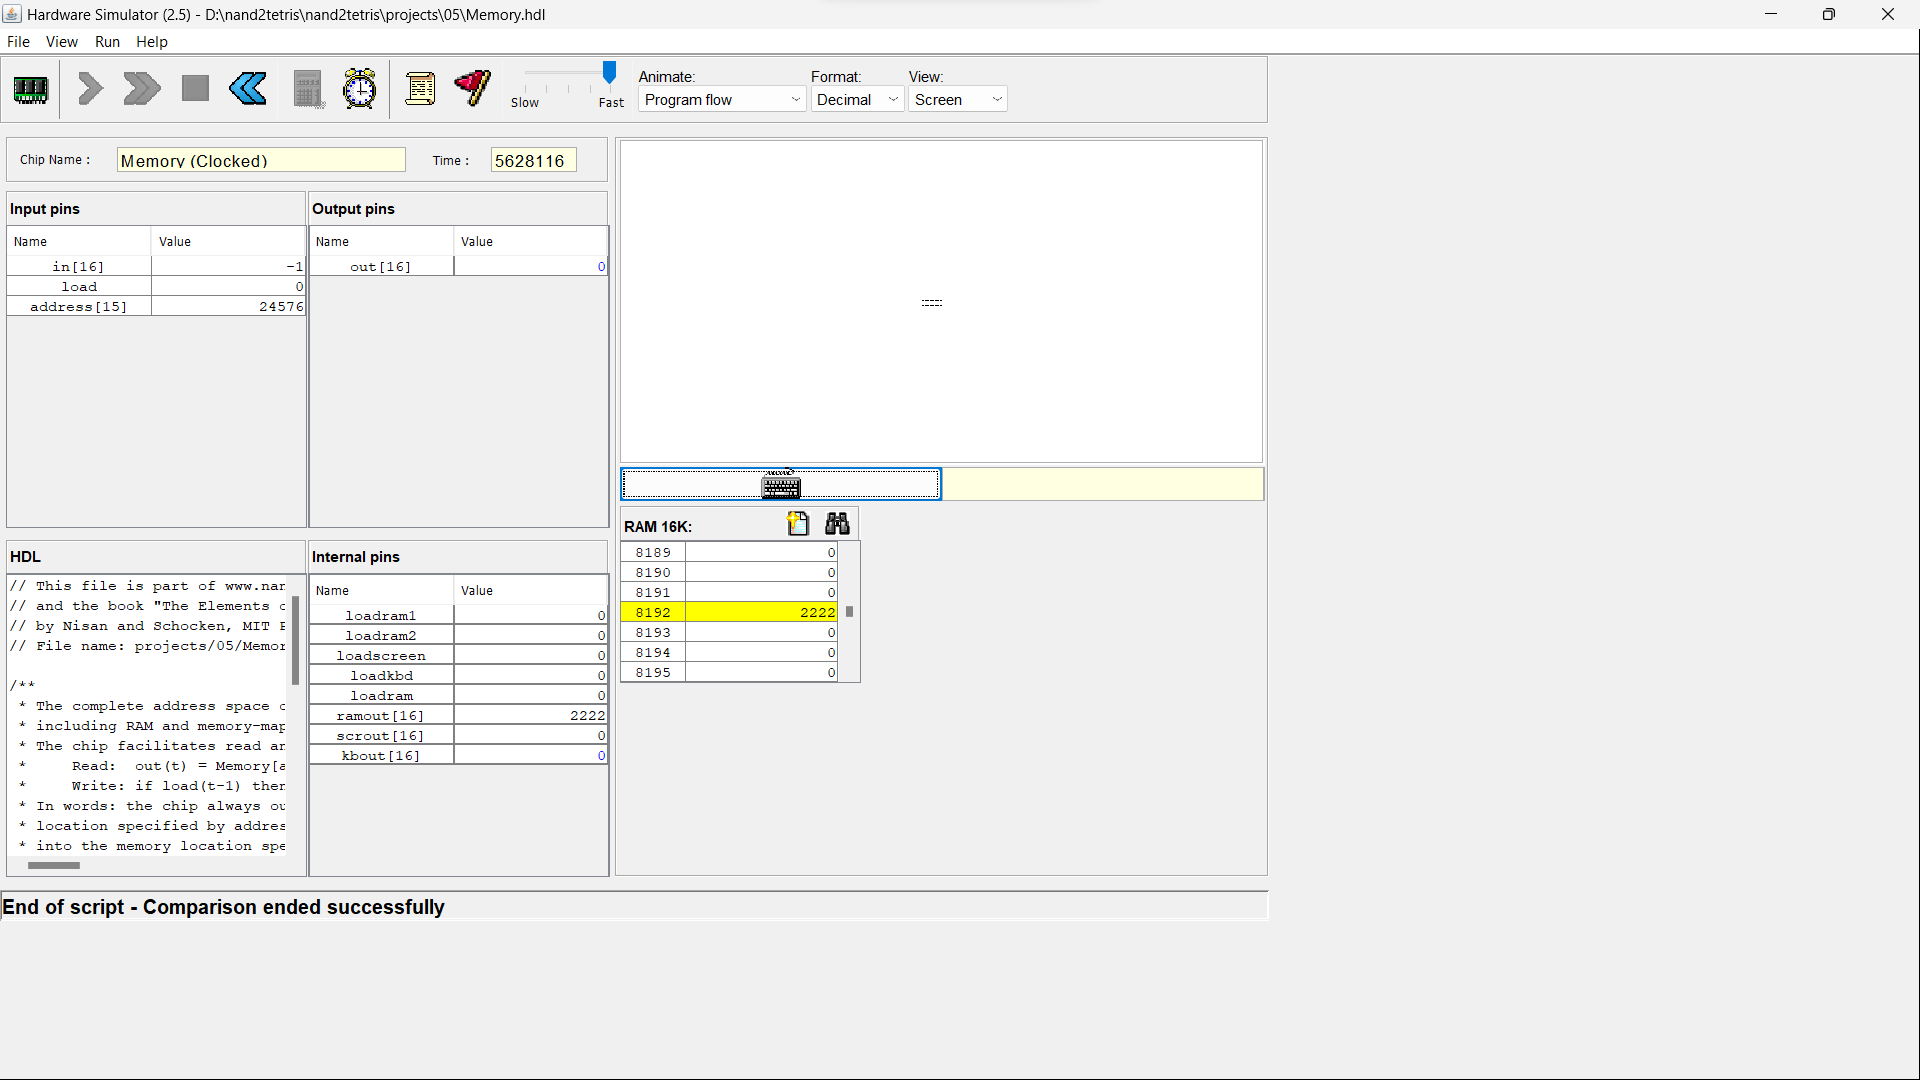 Hardware Simulator (2.5) - D:\nand2tetris\nand2tetris\projects\05\Memory.hdl
File View Run Help
Slow Fast
Animate: Format: View:
Program flow Decimal Screen
Chip Name : Memory (Clocked) Time : 5628116
Input pins
Name Value
in[16] -1
load 0
address[15] 24576
Output pins
Name Value
out[16] 0
HDL
// This file is part of www.nan
// and the book "The Elements o
// by Nisan and Schocken, MIT P
// File name: projects/05/Memor
/**
* The complete address space o
* including RAM and memory-map
* The chip facilitates read an
* Read: out(t) = Memory[a
* Write: if load(t-1) then
* In words: the chip always ou
* location specified by addres
* into the memory location spe
Internal pins
Name Value
loadram1 0
loadram2 0
loadscreen 0
loadkbd 0
loadram 0
ramout[16] 2222
scrout[16] 0
kbout[16] 0
RAM 16K:
8189 0
8190 0
8191 0
8192 2222
8193 0
8194 0
8195 0
End of script - Comparison ended successfully